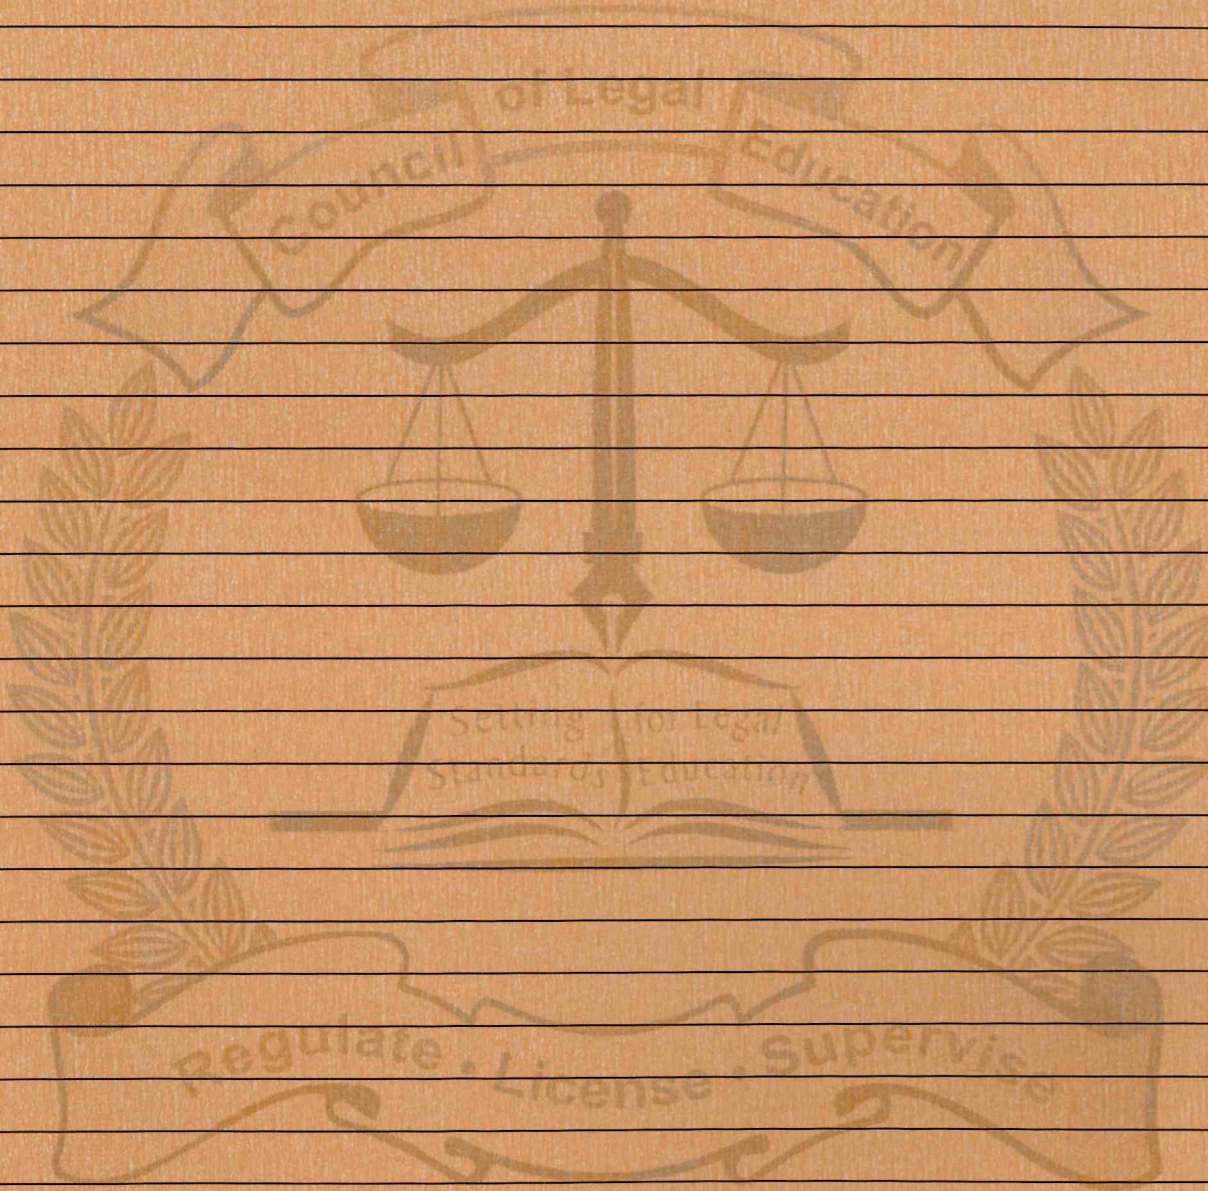 Council of Legal Education
Setting for Legal
Standards Education
Regulate • License • Supervise